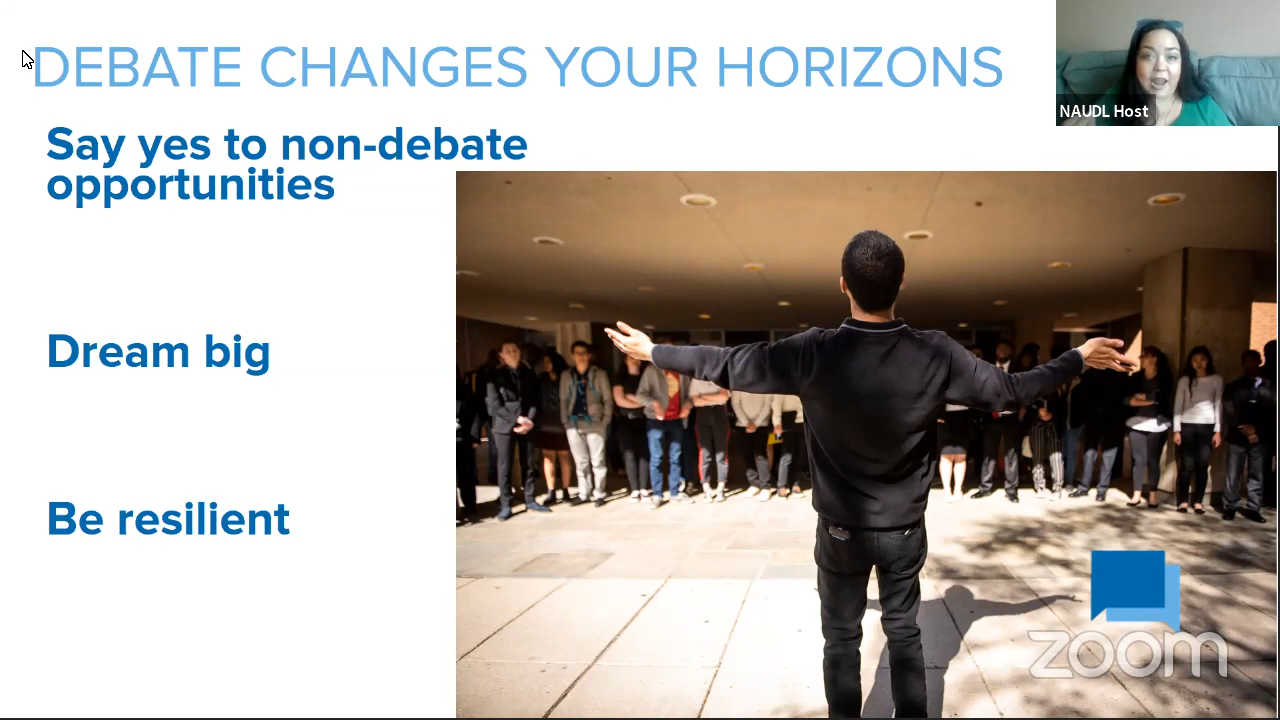 DEBATE CHANGES YOUR HORIZONS
NAUDL Host
Say yes to non-debate
opportunities
Dream big
Be resilient
zoom